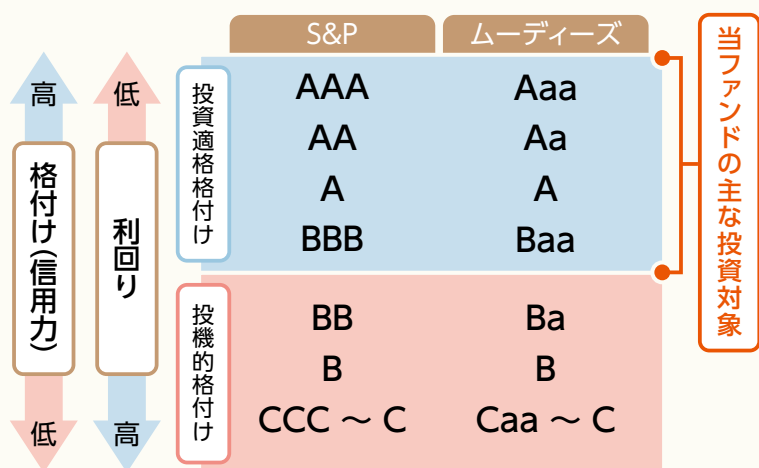 S&P
ムーディーズ
高
格付け(信用力)
低
低
利回り
高
投資適格格付け
AAA
Aaa
AA
Aa
A
A
BBB
Baa
投機的格付け
BB
Ba
B
B
CCC ～ C
Caa ～ C
当ファンドの主な投資対象